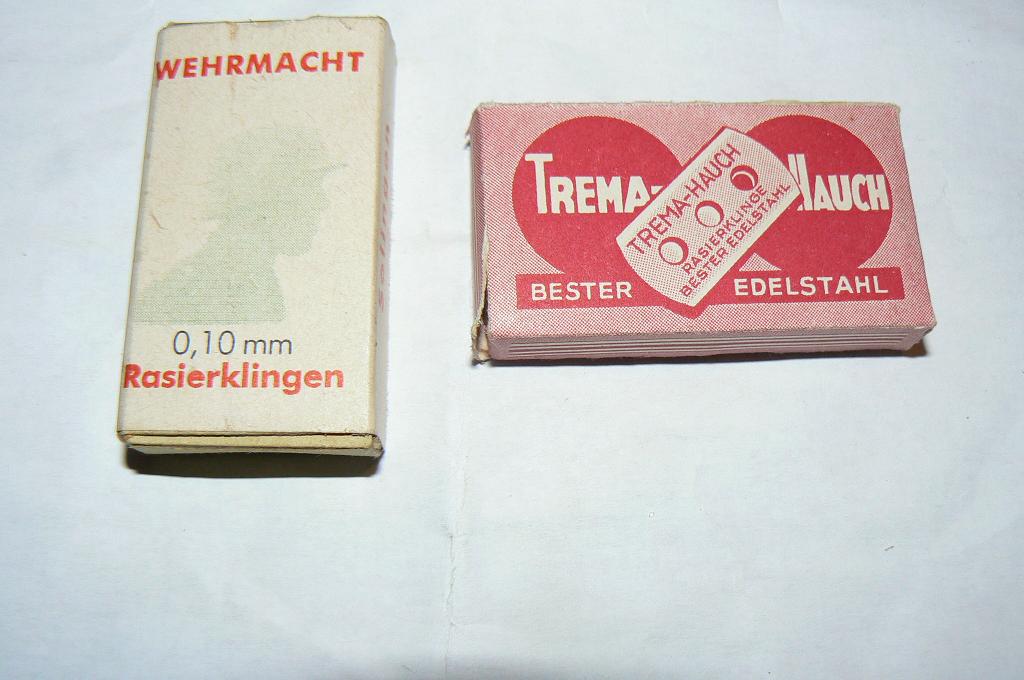 WEHRMACHT
0,10 mm
Rasierklingen
TREMA-HAUCH
TREMA-HAUCH
RASIERKLINGE
BESTER EDELSTAHL
BESTER EDELSTAHL